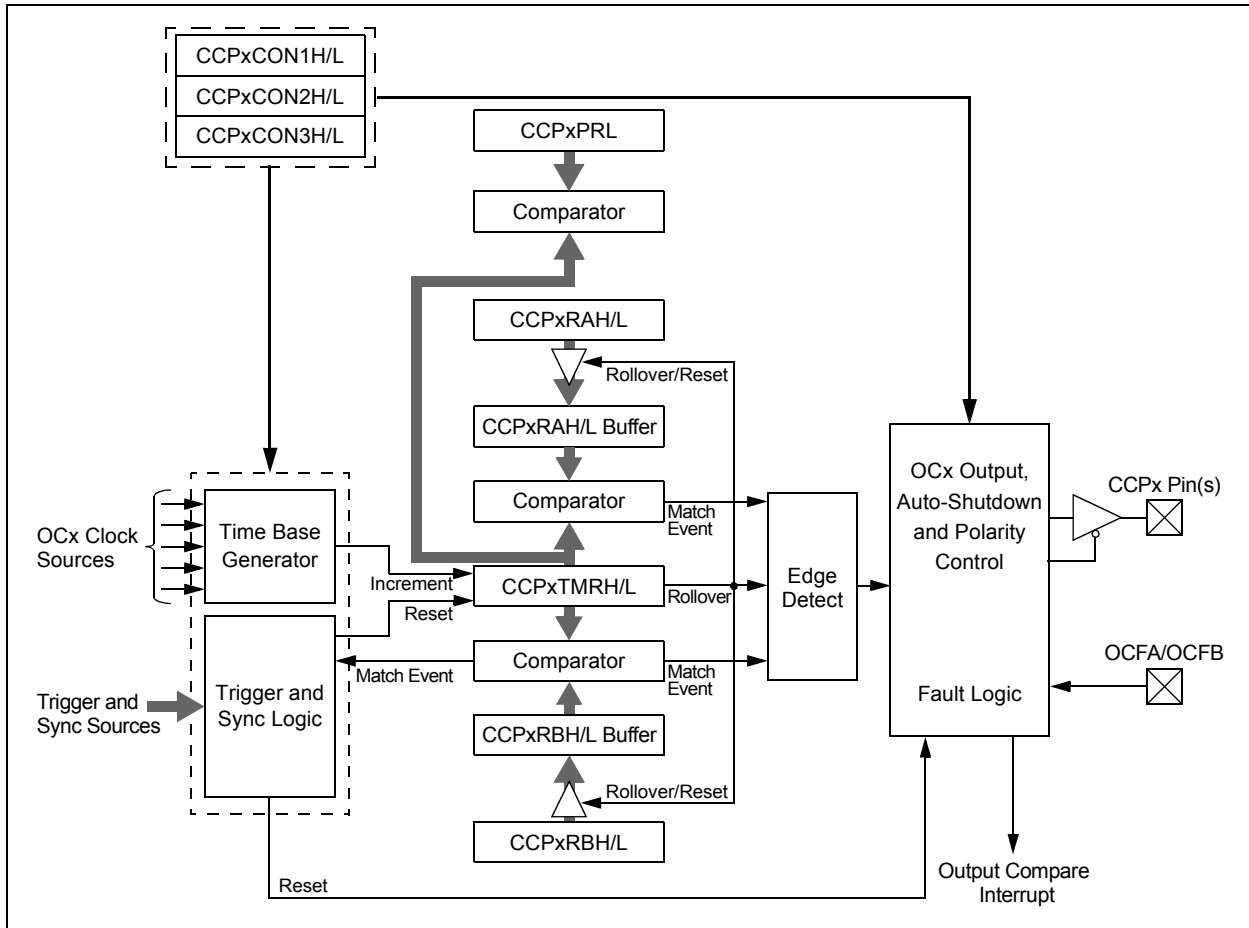 CCPxCON1H/L
CCPxCON2H/L
CCPxCON3H/L
CCPxPRL
Comparator
CCPxRAH/L
Rollover/Reset
CCPxRAH/L Buffer
Comparator
Match
Event
OCx Clock
Sources
Time Base
Generator
Increment
Reset
CCPxTMRH/L
Rollover
Edge
Detect
OCx Output,
Auto-Shutdown
and Polarity
Control
CCPx Pin(s)
Trigger and
Sync Sources
Trigger and
Sync Logic
Match Event
Comparator
Match
Event
Fault Logic
OCFA/OCFB
CCPxRBH/L Buffer
Rollover/Reset
CCPxRBH/L
Reset
Output Compare
Interrupt